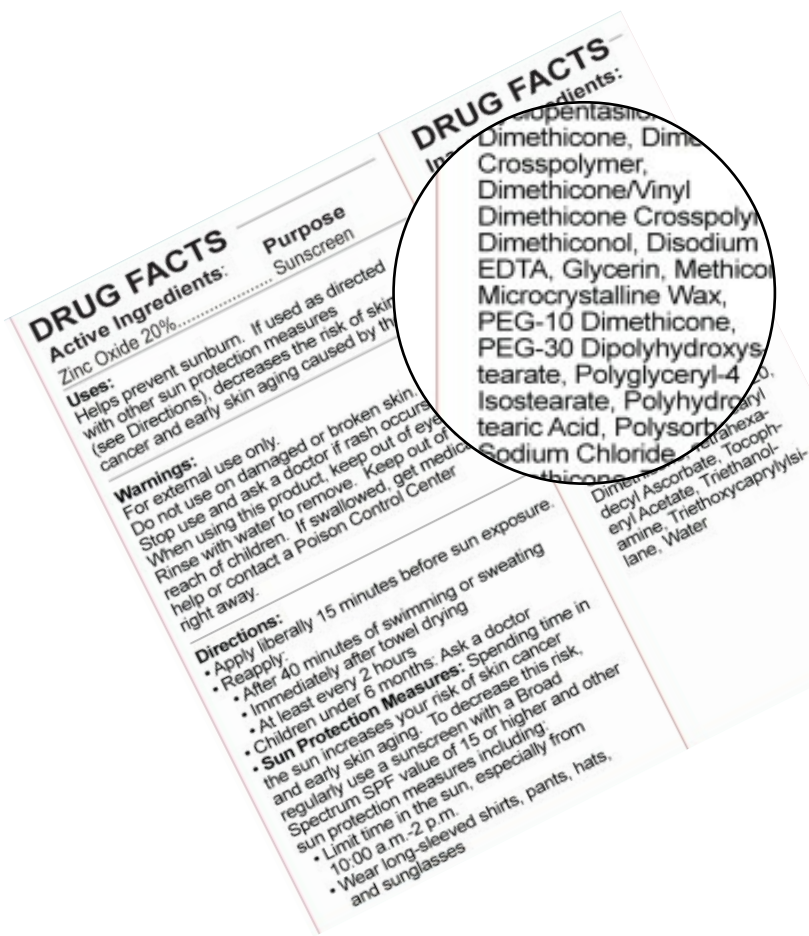 DRUG FACTS
Active Ingredients:
Purpose
Zinc Oxide 20%..................... Sunscreen
Uses:
Helps prevent sunburn. If used as directed
with other sun protection measures
(see Directions), decreases the risk of skin
cancer and early skin aging caused by
Warnings:
For external use only.
Do not use on damaged or broken skin.
Stop use and ask a doctor if rash occurs
When using this product, keep out of
Rinse with water to remove. Keep out of
reach of children. If swallowed, get
help or contact a Poison Control Center
right away.
Directions:
• Apply liberally 15 minutes before sun exposure.
• Reapply:
• After 40 minutes of swimming or sweating
• Immediately after towel drying
• At least every 2 hours
• Children under 6 months: Ask a doctor
• Sun Protection Measures: Spending time in
the sun increases your risk of skin cancer
and early skin aging. To decrease this risk,
regularly use a sunscreen with a Broad
Spectrum SPF value of 15 or higher and other
sun protection measures including:
• Limit time in the sun, especially from
10:00 a.m.-2 p.m.
• Wear long-sleeved shirts, pants, hats,
and sunglasses
DRUG FACTS
Dimethicone,
Crosspolymer,
Dimethicone/Vinyl
Dimethicone
Dimethiconol, Disodium
EDTA, Glycerin,
Microcrystalline Wax,
PEG-10 Dimethicone,
PEG-30 Dipolyhydroxys-
tearate, Polyglyceryl-4
Isostearate,
tearic Acid,
Sodium Chloride,
decyl Ascorbate, Tocoph-
eryl Acetate, Triethanol-
amine, Triethoxycaprylylsi-
lane, Water